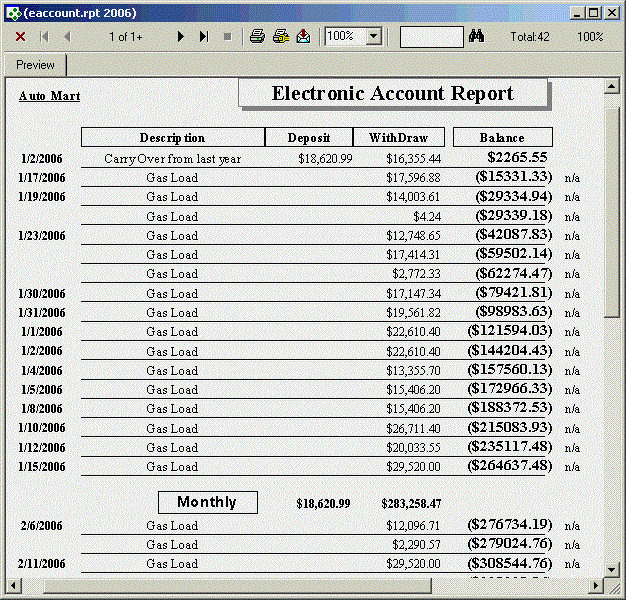 (eaccount.rpt 2006)
1 of 1+ 100% Total:42 100%
Preview
Auto Mart Electronic Account Report
Description Deposit WithDraw Balance
1/2/2006 Carry Over from last year $18,620.99 $16,355.44 $2265.55
1/17/2006 Gas Load $17,596.88 ($15331.33) n/a
1/19/2006 Gas Load $14,003.61 ($29334.94) n/a
Gas Load $4.24 ($29339.18) n/a
1/23/2006 Gas Load $12,748.65 ($42087.83) n/a
Gas Load $17,414.31 ($59502.14) n/a
Gas Load $2,772.33 ($62274.47) n/a
1/30/2006 Gas Load $17,147.34 ($79421.81) n/a
1/31/2006 Gas Load $19,561.82 ($98983.63) n/a
1/1/2006 Gas Load $22,610.40 ($121594.03) n/a
1/2/2006 Gas Load $22,610.40 ($144204.43) n/a
1/4/2006 Gas Load $13,355.70 ($157560.13) n/a
1/5/2006 Gas Load $15,406.20 ($172966.33) n/a
1/8/2006 Gas Load $15,406.20 ($188372.53) n/a
1/10/2006 Gas Load $26,711.40 ($215083.93) n/a
1/12/2006 Gas Load $20,033.55 ($235117.48) n/a
1/15/2006 Gas Load $29,520.00 ($264637.48) n/a
Monthly $18,620.99 $283,258.47
2/6/2006 Gas Load $12,096.71 ($276734.19) n/a
Gas Load $2,290.57 ($279024.76) n/a
2/11/2006 Gas Load $29,520.00 ($308544.76) n/a